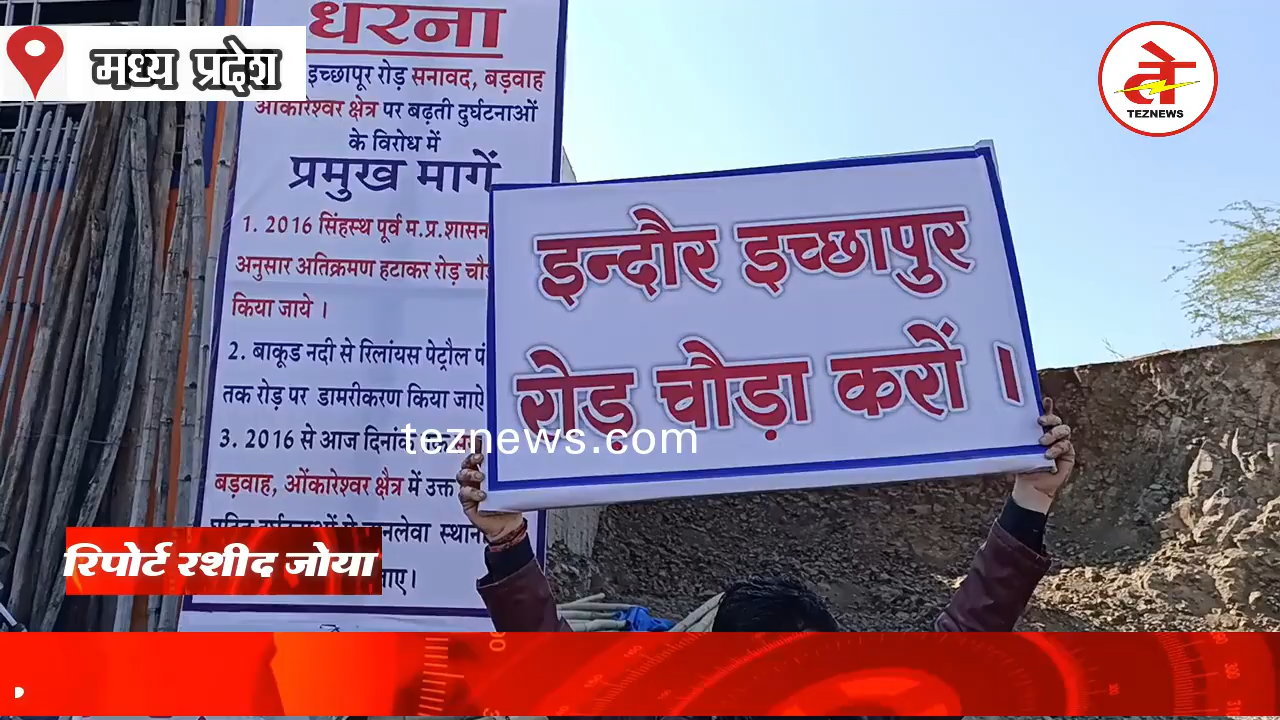 मध्य प्रदेश
धरना
इच्छापूर रोड़ सनावद, बड़वाह
ओंकारेश्वर क्षेत्र पर बढ़ती दुर्घटनाओं
के विरोध में
प्रमुख मागें
1. 2016 सिंहस्थ पूर्व म.प्र.शासन
अनुसार अतिक्रमण हटाकर रोड़
किया जाये ।
2. बाकूड नदी से रिलांयस पेट्रौल
तक रोड़ पर डामरीकरण किया जाऐ
3. 2016 से आज दिनांक
बड़वाह, ओंकारेश्वर क्षैत्र में उक्त
इन्दौर इच्छापुर
रोड़ चौड़ा करों ।
teznews.com
रिपोर्ट रशीद जोया
ते
TEZNEWS